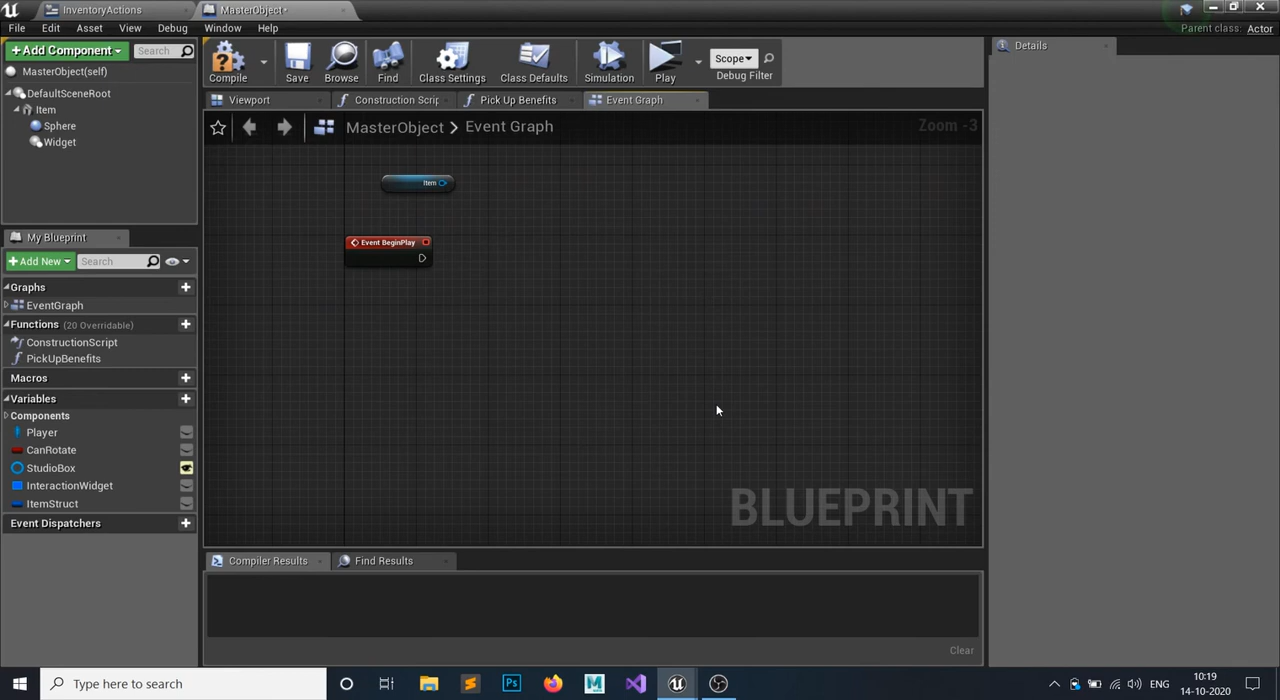 InventoryActions
MasterObject*
File Edit Asset View Debug Window Help
Parent class: Actor
+Add Component
Search
MasterObject(self)
DefaultSceneRoot
Item
Sphere
Widget
Compile
Save
Browse
Find
Class Settings
Class Defaults
Simulation
Play
Scope
Debug Filter
Details
Viewport
Construction Scrip
Pick Up Benefits
Event Graph
MasterObject > Event Graph
Zoom -3
Item
Event BeginPlay
BLUEPRINT
My Blueprint
+Add New
Search
Graphs
EventGraph
Functions (20 Overridable)
ConstructionScript
PickUpBenefits
Macros
Variables
Components
Player
CanRotate
StudioBox
InteractionWidget
ItemStruct
Event Dispatchers
Compiler Results
Find Results
Clear
Type here to search
Ps
M
ENG
10:19
14-10-2020